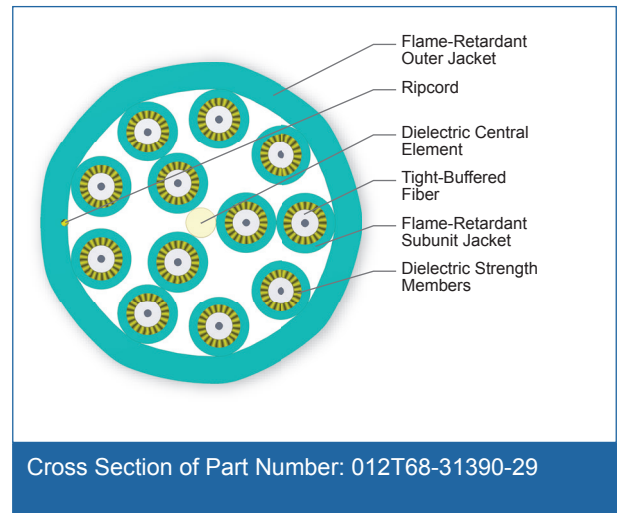 Flame-Retardant
Outer Jacket
Ripcord
Dielectric Central
Element
Tight-Buffered
Fiber
Flame-Retardant
Subunit Jacket
Dielectric Strength
Members
Cross Section of Part Number: 012T68-31390-29